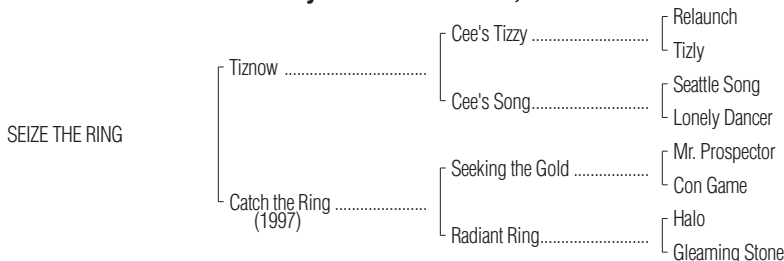 Relaunch
Cee's Tizzy ..............................
Tizly
Tiznow ....................................
Seattle Song
Cee's Song..............................
Lonely Dancer
SEIZE THE RING
Mr. Prospector
Seeking the Gold ...................
Con Game
Catch the Ring .......................
(1997)
Halo
Radiant Ring...........................
Gleaming Stone